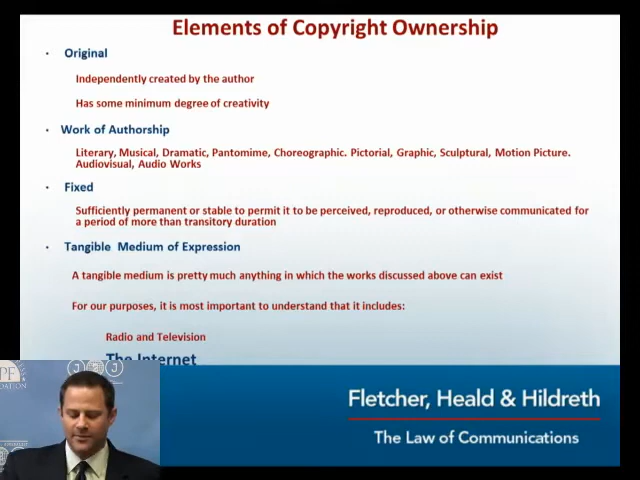 Elements of Copyright Ownership
• Original
Independently created by the author
Has some minimum degree of creativity
• Work of Authorship
Literary, Musical, Dramatic, Pantomime, Choreographic. Pictorial, Graphic, Sculptural, Motion Picture.
Audiovisual, Audio Works
• Fixed
Sufficiently permanent or stable to permit it to be perceived, reproduced, or otherwise communicated for
a period of more than transitory duration
• Tangible Medium of Expression
A tangible medium is pretty much anything in which the works discussed above can exist
For our purposes, it is most important to understand that it includes:
Radio and Television
The Internet
Fletcher, Heald & Hildreth
The Law of Communications